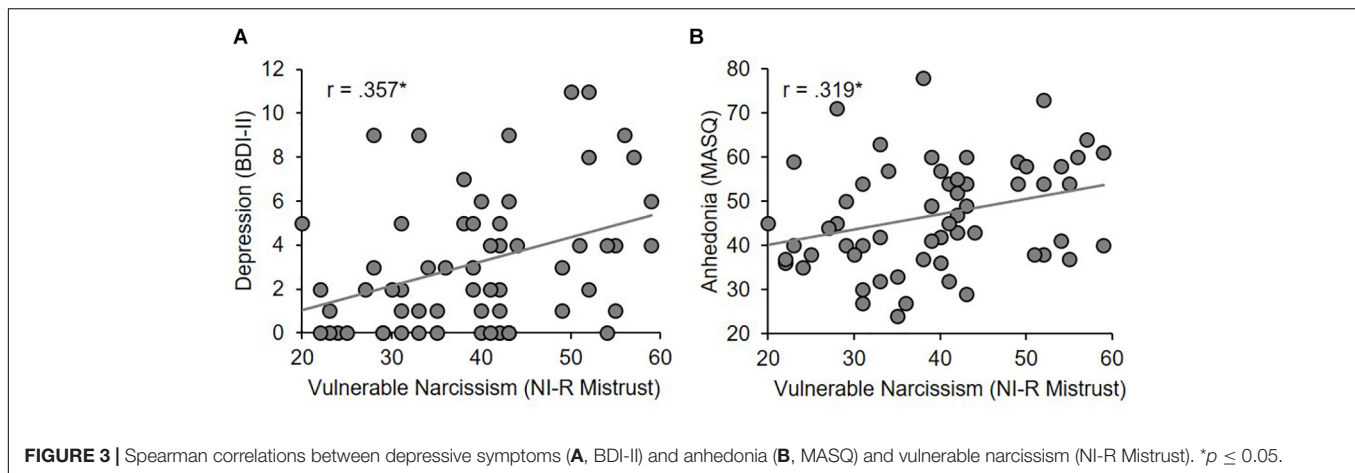 A
12
10
8
6
4
2
0
20 30 40 50 60
r = .357*
Depression (BDI-II)
Vulnerable Narcissism (NI-R Mistrust)
B
80
70
60
50
40
30
20
20 30 40 50 60
r = .319*
Anhedonia (MASQ)
Vulnerable Narcissism (NI-R Mistrust)
FIGURE 3 | Spearman correlations between depressive symptoms (A, BDI-II) and anhedonia (B, MASQ) and vulnerable narcissism (NI-R Mistrust). *p ≤ 0.05.